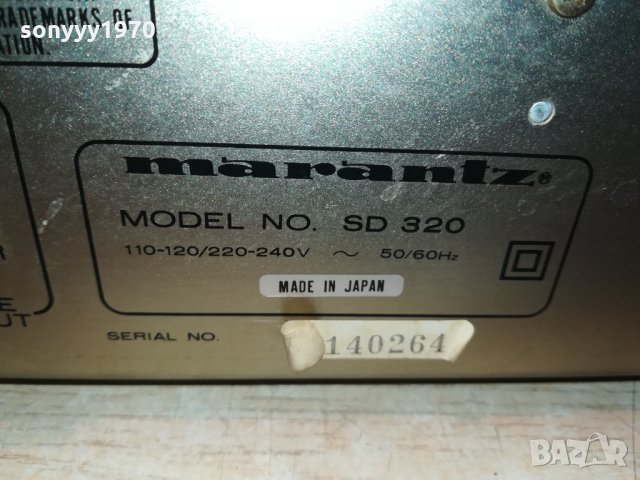 sonyyy1970
TRADEMARKS OF
ATION.
marantz®
MODEL NO. SD 320
110-120/220-240V ~ 50/60Hz
MADE IN JAPAN
SERIAL NO. 140264
R
E
UT
BAZAR